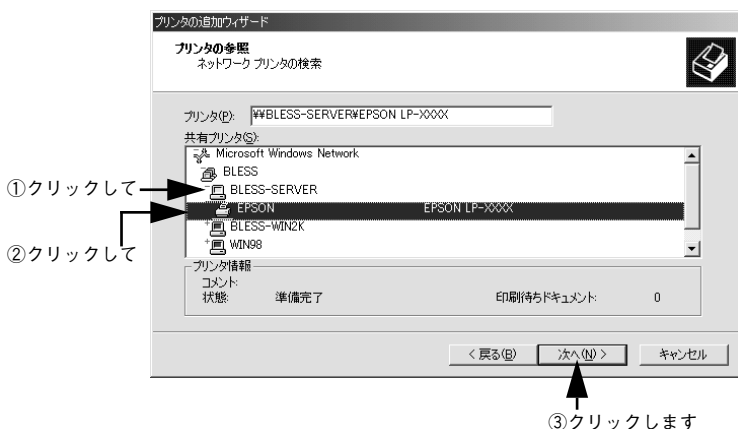 プリンタの追加ウィザード
プリンタの参照
ネットワーク プリンタの検索
プリンタ(P):
¥¥BLESS-SERVER¥EPSON LP-XXXX
共有プリンタ(S):
Microsoft Windows Network
BLESS
①クリックして
BLESS-SERVER
EPSON EPSON LP-XXXX
②クリックして
BLESS-WIN2K
WIN98
プリンタ情報
コメント:
状態: 準備完了 印刷待ちドキュメント: 0
< 戻る(B) 次へ(N) > キャンセル
③クリックします